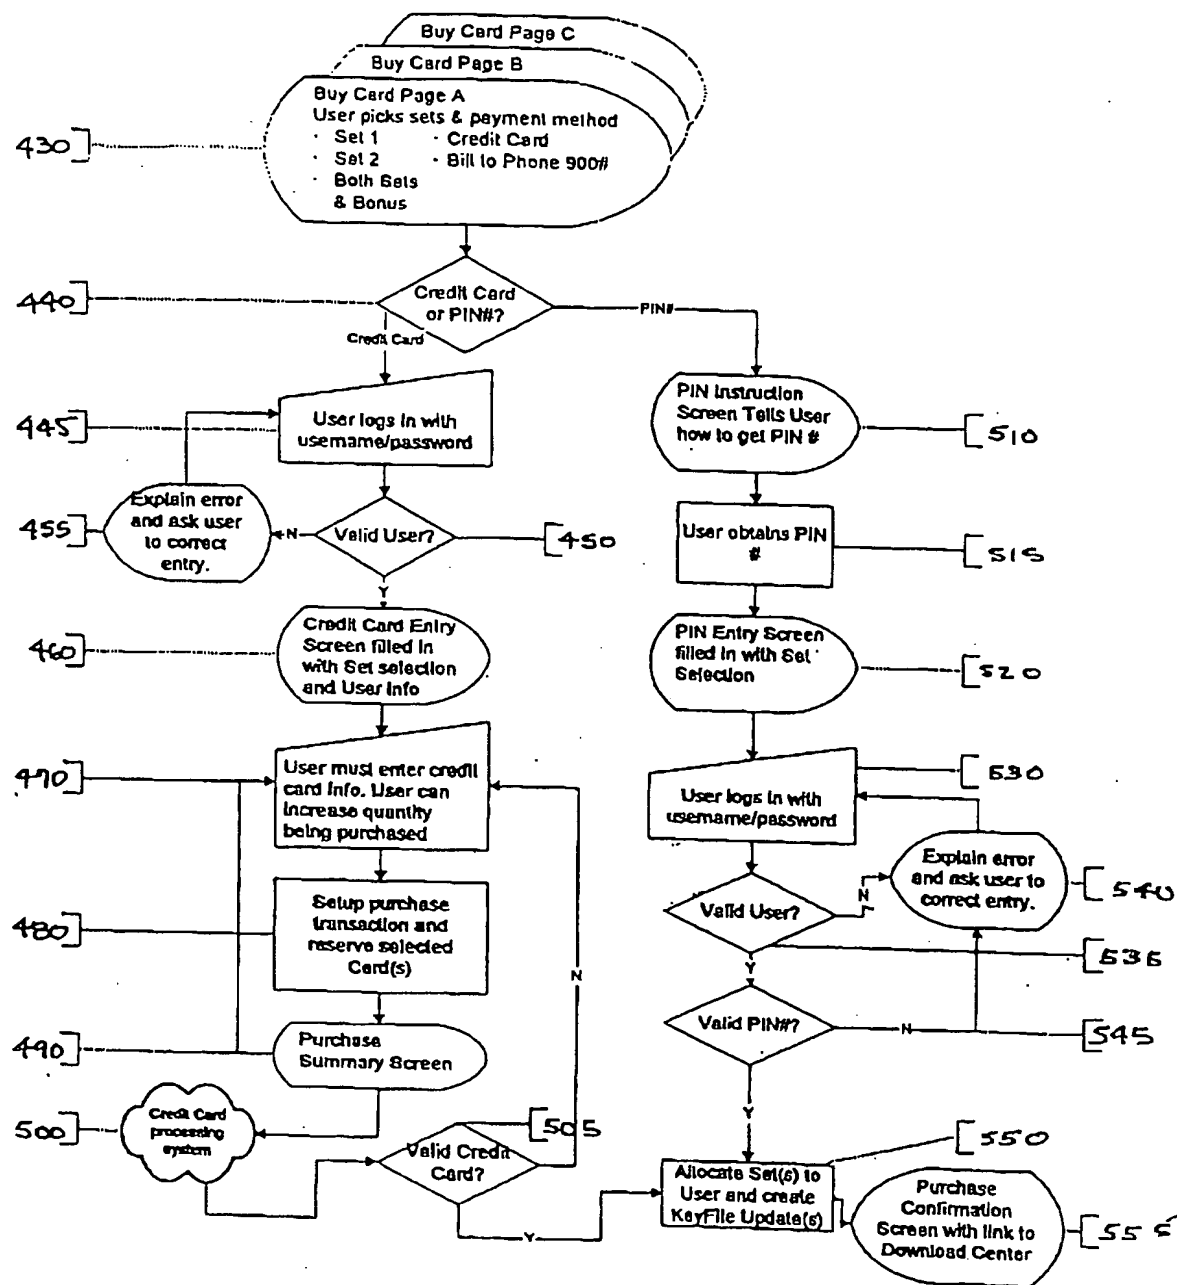 Buy Card Page C
Buy Card Page B
Buy Card Page A
User picks sets & payment method
· Set 1
· Set 2
· Both Sets
& Bonus
· Credit Card
· Bill to Phone 900#
430
440
Credit Card
or PIN#?
PIN#
Credit Card
445
User logs in with
username/password
455
Explain error
and ask user
to correct
entry.
N
Valid User?
450
Y
460
Credit Card Entry
Screen filled in
with Set selection
and User Info
470
User must enter credit
card info. User can
increase quantity
being purchased
480
Setup purchase
transaction and
reserve selected
Card(s)
N
490
Purchase
Summary Screen
500
Credit Card
processing
system
Valid Credit
Card?
505
Y
PIN Instruction
Screen Tells User
how to get PIN #
510
User obtains PIN
#
515
PIN Entry Screen
filled in with Set
Selection
520
530
User logs in with
username/password
Explain error
and ask user to
correct entry.
540
Valid User?
N
535
Y
Valid PIN#?
N
545
Y
550
Allocate Set(s) to
User and create
KeyFile Update(s)
Purchase
Confirmation
Screen with link to
Download Center
555